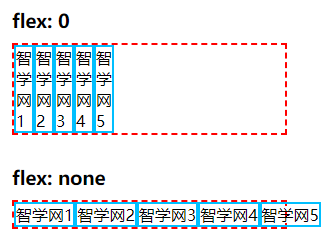 flex: 0
智 智 智 智 智
学 学 学 学 学
网 网 网 网 网
1 2 3 4 5
flex: none
智学网1 智学网2 智学网3 智学网4 智学网5